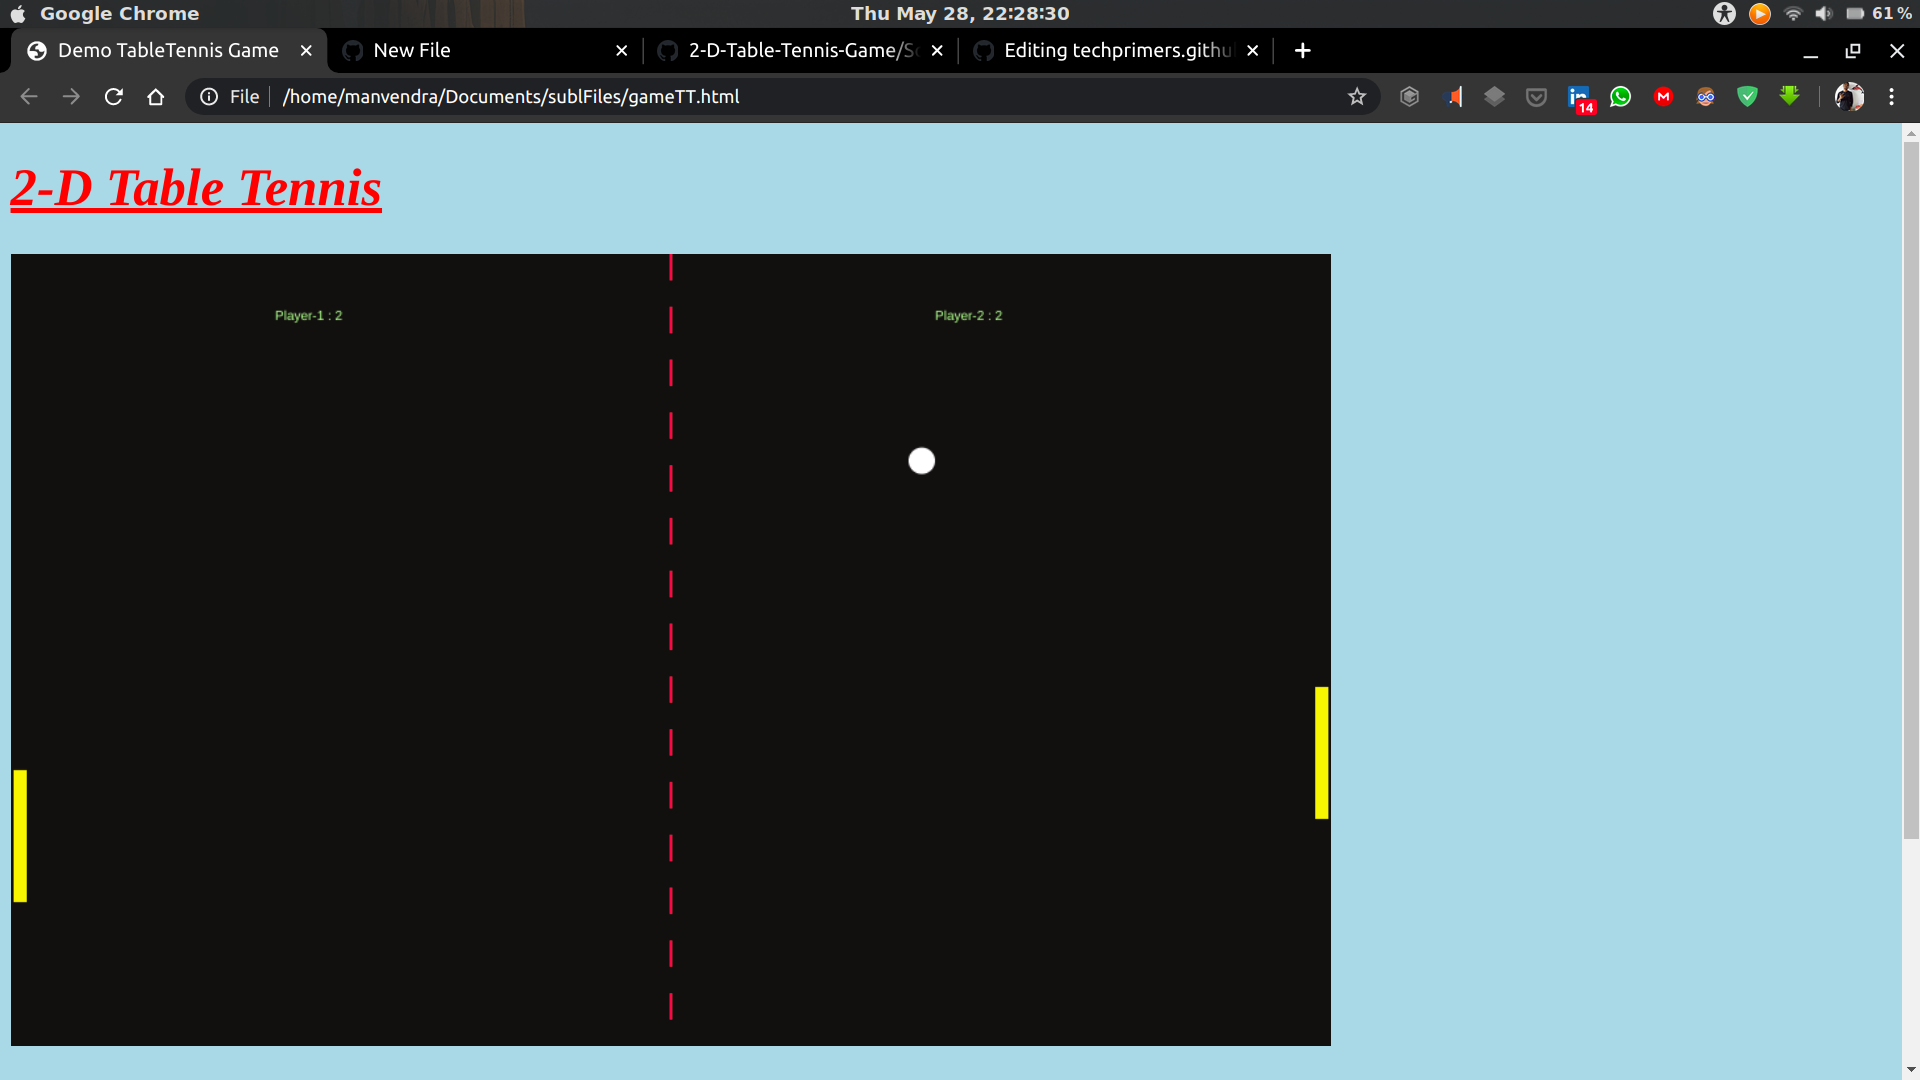 Google Chrome
Thu May 28, 22:28:30
61 %
Demo TableTennis Game
New File
2-D-Table-Tennis-Game/
Editing techprimers.githu
File
/home/manvendra/Documents/sublFiles/gameTT.html
in
14
M
2-D Table Tennis
Player-1 : 2
Player-2 : 2